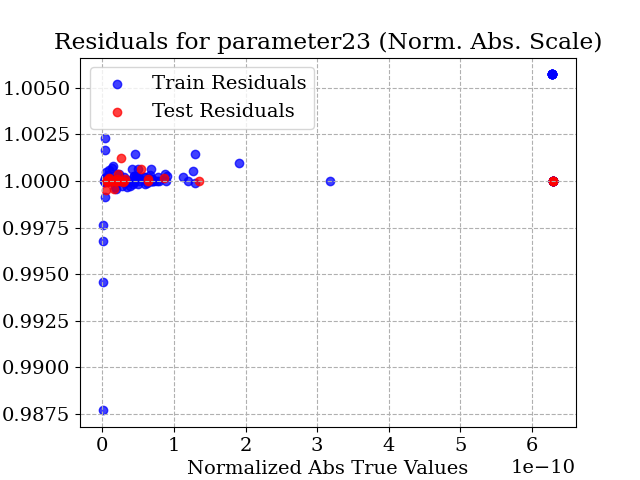 Residuals for parameter23 (Norm. Abs. Scale)
Train Residuals
Test Residuals
1.0050
1.0025
1.0000
0.9975
0.9950
0.9925
0.9900
0.9875
0 1 2 3 4 5 6
1e−10
Normalized Abs True Values